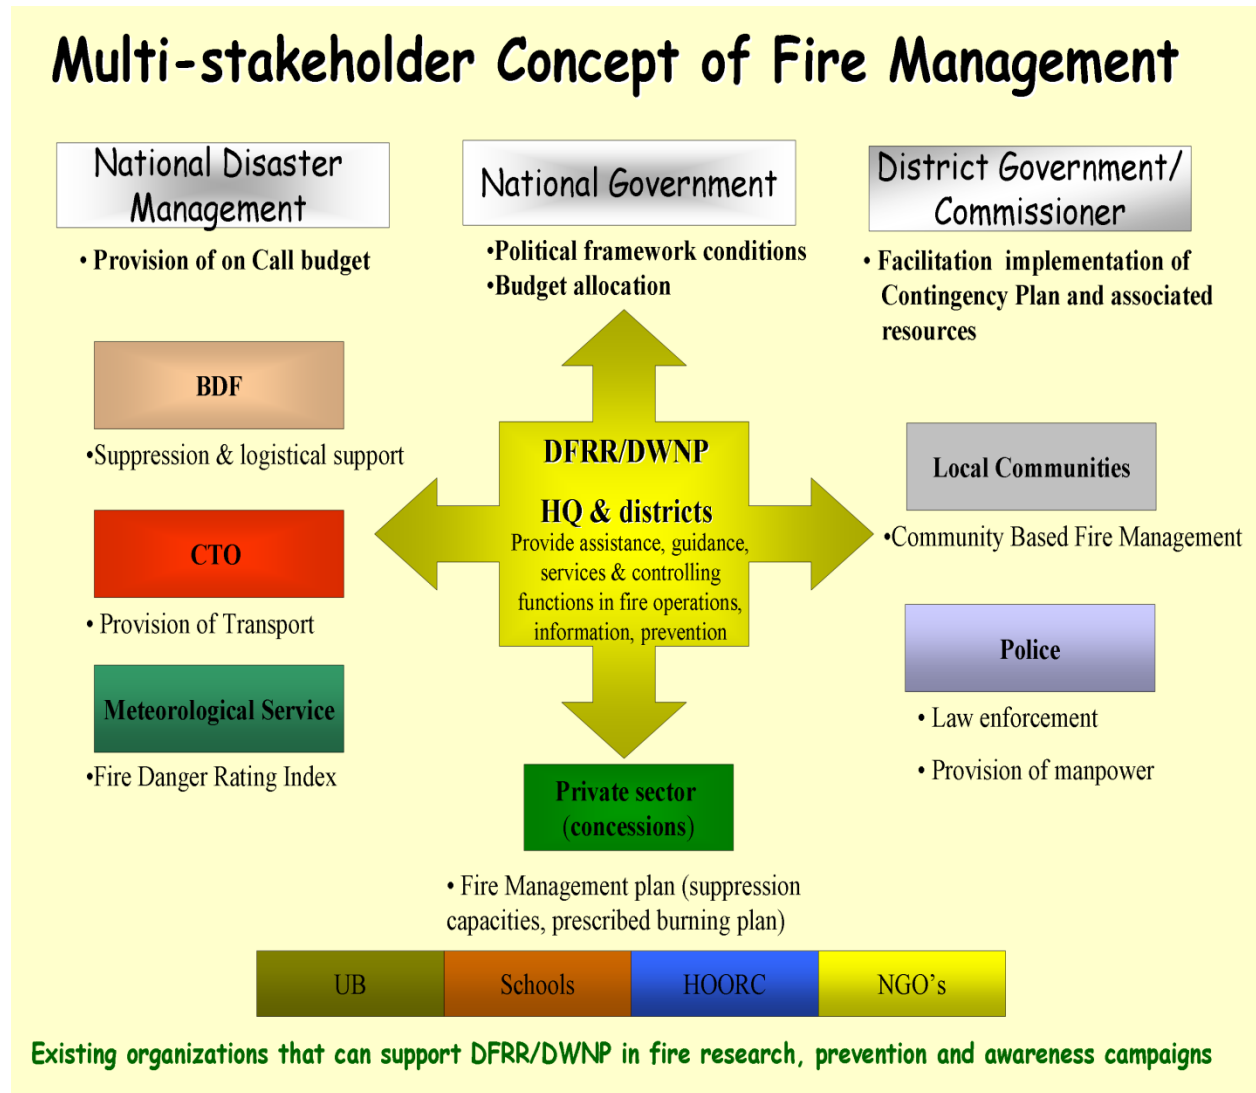 Multi-stakeholder Concept of Fire Management
National Disaster
Management
• Provision of on Call budget
National Government
•Political framework conditions
•Budget allocation
District Government/
Commissioner
• Facilitation  implementation of
Contingency Plan and associated
resources
BDF
•Suppression & logistical support
CTO
• Provision of Transport
Meteorological Service
•Fire Danger Rating Index
DFRR/DWNP
HQ & districts
Provide assistance, guidance,
services & controlling
functions in fire operations,
information, prevention
Local Communities
•Community Based Fire Management
Police
• Law enforcement
• Provision of manpower
Private sector
(concessions)
• Fire Management plan (suppression
capacities, prescribed burning plan)
UB
Schools
HOORC
NGO's
Existing organizations that can support DFRR/DWNP in fire research, prevention and awareness campaigns